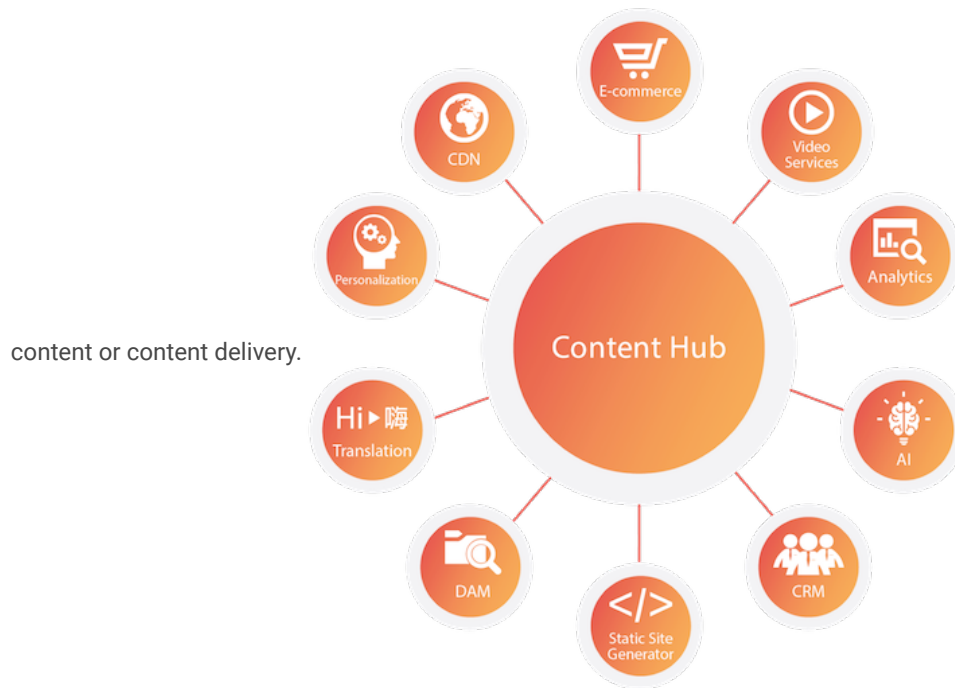 E-commerce
CDN
Video
Services
Personalization
Analytics
Content Hub
content or content delivery.
Hi▸嗨
Translation
AI
DAM
CRM
</>
Static Site
Generator